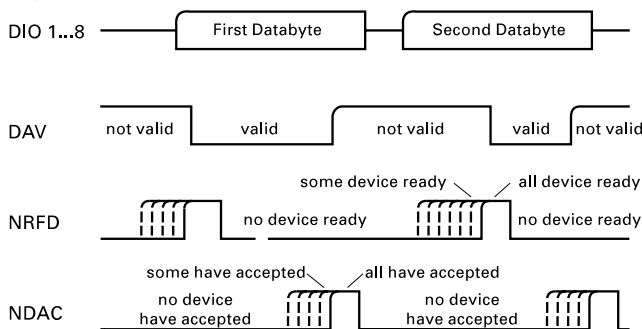 DIO 1...8 First Databyte Second Databyte
DAV not valid valid not valid valid not valid
some device ready all device ready
NRFD no device ready no device ready
some have accepted all have accepted
NDAC no device have accepted no device have accepted